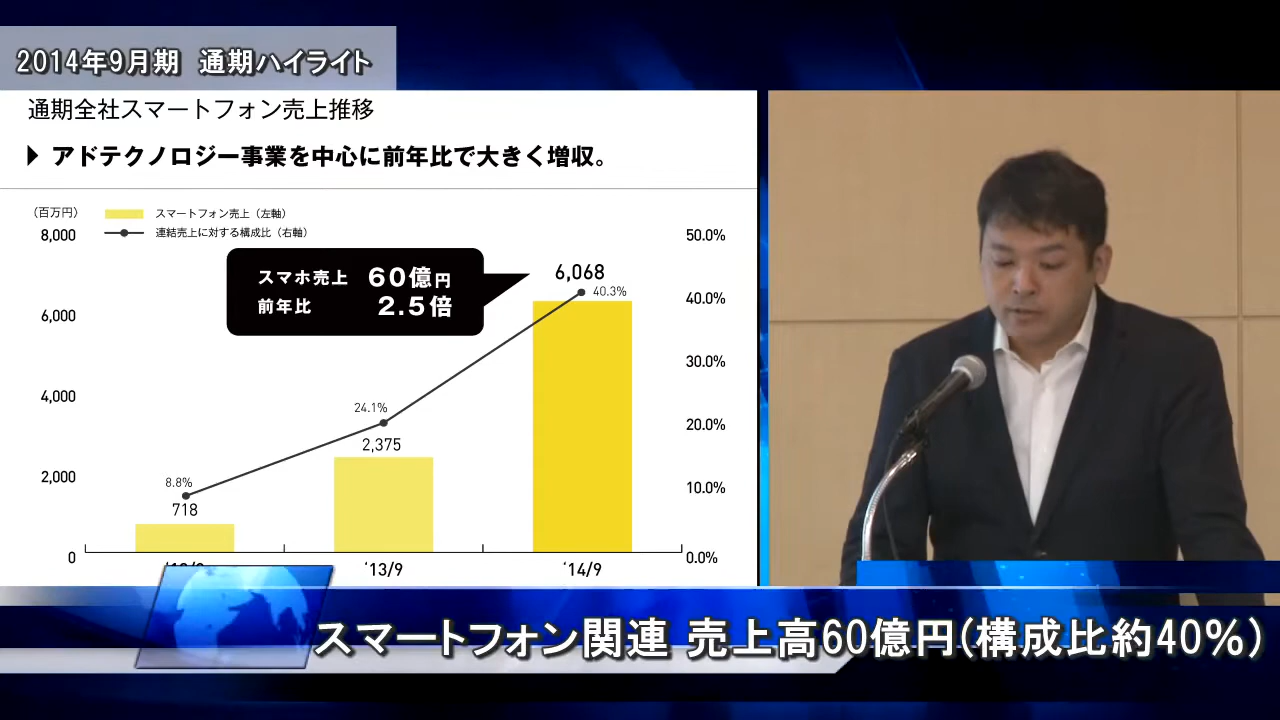 2014年9月期 通期ハイライト
通期全社スマートフォン売上推移
アドテクノロジー事業を中心に前年比で大きく増収。
(百万円)
スマートフォン売上(左軸)
連結売上に対する構成比(右軸)
8,000
6,000
4,000
2,000
0
50.0%
40.0%
30.0%
20.0%
10.0%
0.0%
スマホ売上 60億円
前年比 2.5倍
6,068
40.3%
24.1%
2,375
8.8%
718
'13/9
'14/9
スマートフォン関連 売上高60億円(構成比約40%)